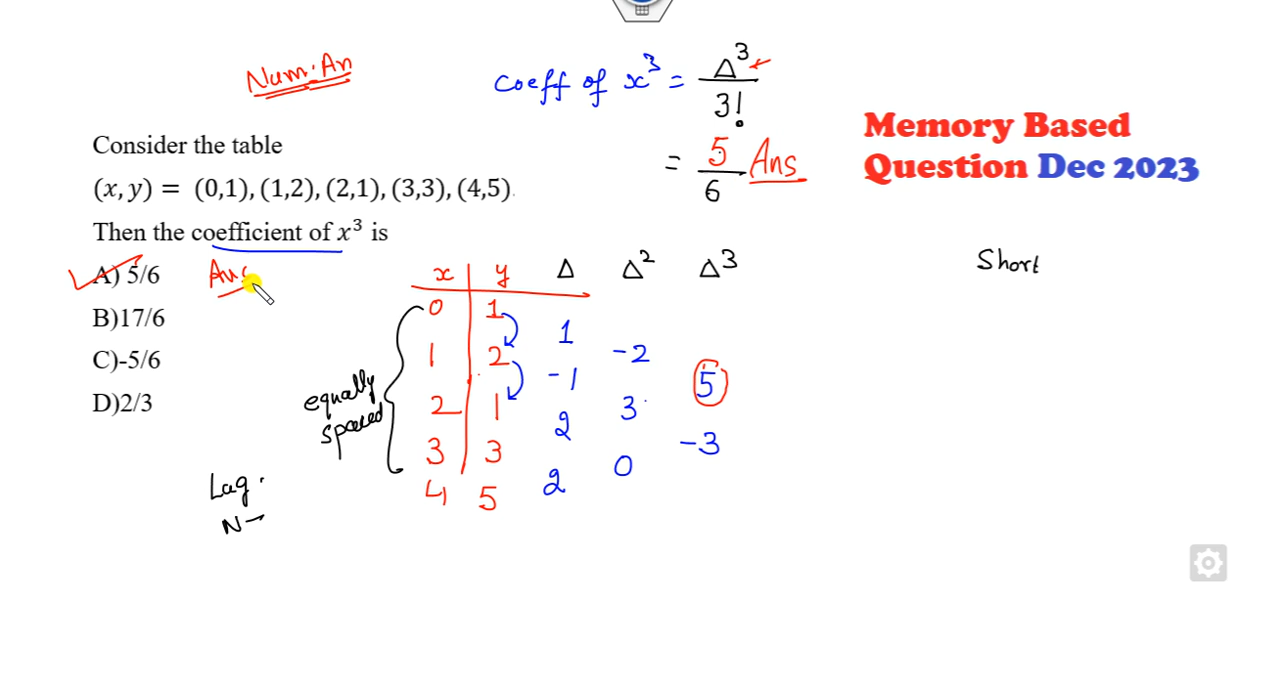 Num. An
coeff of x³ = Δ³/3!
= 5/6 Ans
Memory Based
Question Dec 2023
Consider the table
(x, y) = (0,1), (1,2), (2,1), (3,3), (4,5)
Then the coefficient of x³ is
A) 5/6 Ans
B)17/6
C)-5/6
D)2/3
Short
x y Δ Δ² Δ³
0 1
1
1 2 -2
-1 5
2 1 3
2 -3
3 3 0
2
4 5
equally
spaced
Lag.
N